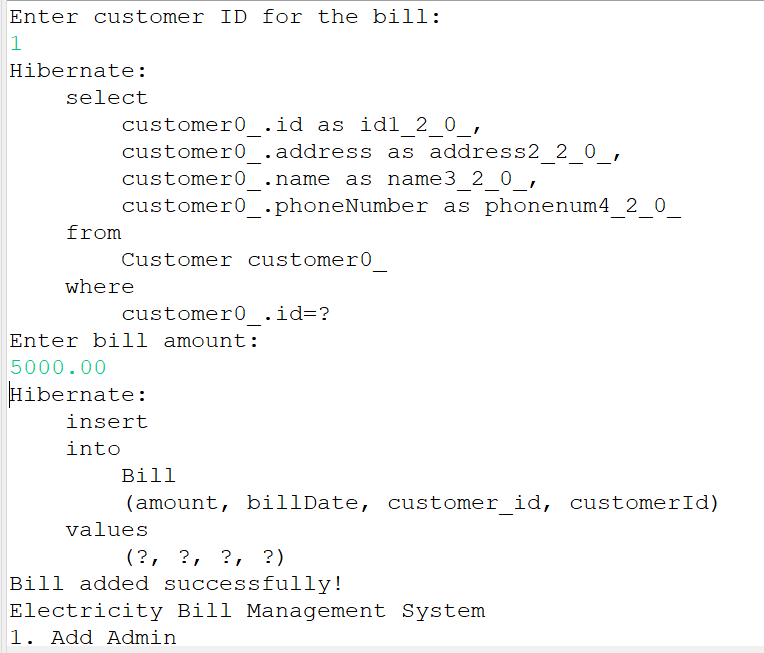 Enter customer ID for the bill:
1
Hibernate:
    select
        customer0_.id as id1_2_0_,
        customer0_.address as address2_2_0_,
        customer0_.name as name3_2_0_,
        customer0_.phoneNumber as phonenum4_2_0_
    from
        Customer customer0_
    where
        customer0_.id=?
Enter bill amount:
5000.00
Hibernate:
    insert
    into
        Bill
        (amount, billDate, customer_id, customerId)
    values
        (?, ?, ?, ?)
Bill added successfully!
Electricity Bill Management System
1. Add Admin